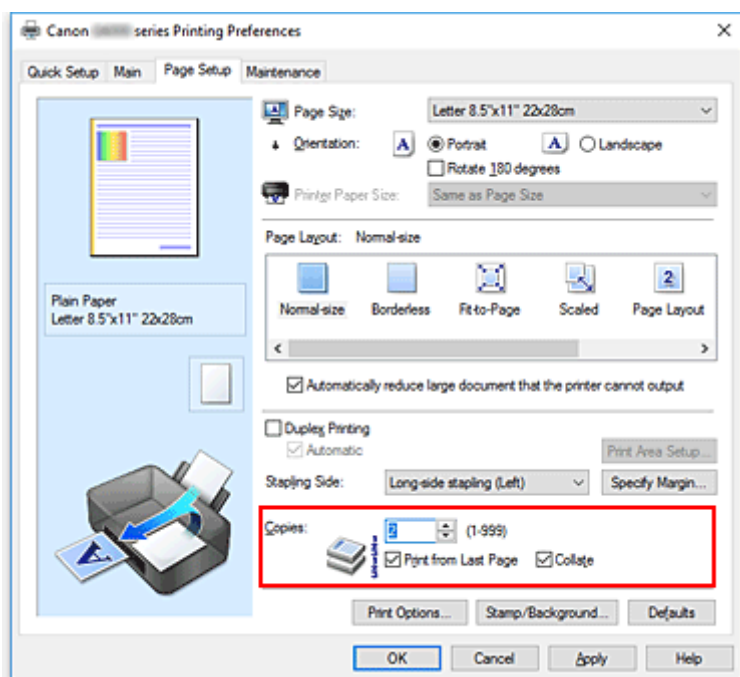 Canon series Printing Preferences
Quick Setup Main Page Setup Maintenance
Page Size: Letter 8.5"x11" 22x28cm
Orientation: A Portrait A Landscape
Rotate 180 degrees
Printer Paper Size: Same as Page Size
Page Layout: Normal-size
2
Normal-size Borderless Fit-to-Page Scaled Page Layout
Plain Paper
Letter 8.5"x11" 22x28cm
Automatically reduce large document that the printer cannot output
Duplex Printing
Automatic
Print Area Setup...
Stapling Side: Long-side stapling (Left) Specify Margin...
Copies: 2 (1-999)
Print from Last Page Collate
A
Print Options... Stamp/Background... Defaults
OK Cancel Apply Help